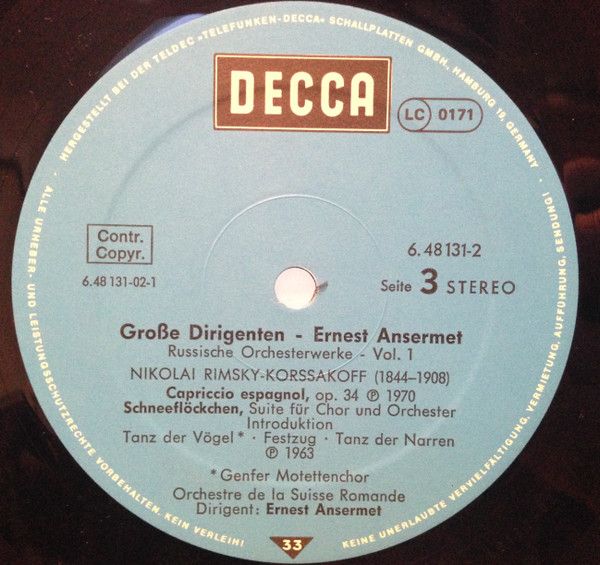 HERGESTELLT BEI DER TELDEC »TELEFUNKEN-DECCA« SCHALLPLATTEN GMBH, HAMBURG 19, GERMANY ·
DECCA
LC 0171
Contr.
Copyr.
6.48 131-02-1
6.48 131-2
Seite 3 STEREO
Große Dirigenten - Ernest Ansermet
Russische Orchesterwerke - Vol. 1
NIKOLAI RIMSKY-KORSSAKOFF (1844–1908)
Capriccio espagnol, op. 34 ℗ 1970
Schneeflöckchen, Suite für Chor und Orchester
Introduktion
Tanz der Vögel* · Festzug · Tanz der Narren
℗ 1963
*Genfer Motettenchor
Orchestre de la Suisse Romande
Dirigent: Ernest Ansermet
33
· ALLE URHEBER- UND LEISTUNGSSCHUTZRECHTE VORBEHALTEN. KEIN VERLEIH!
KEINE UNERLAUBTE VERVIELFÄLTIGUNG, VERMIETUNG, AUFFÜHRUNG, SENDUNG!